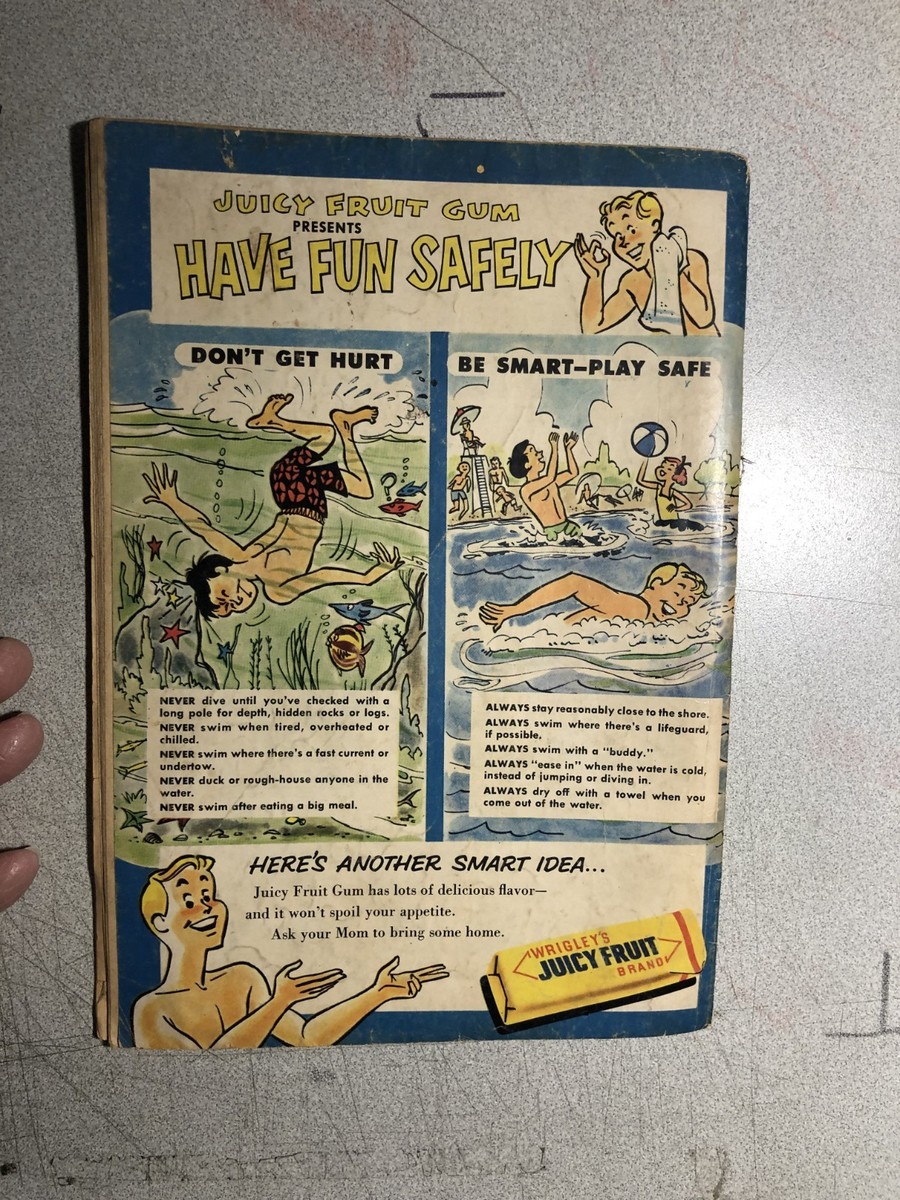 JUICY FRUIT GUM
PRESENTS
HAVE FUN SAFELY
DON'T GET HURT
NEVER dive until you've checked with a
long pole for depth, hidden rocks or logs.
NEVER swim when tired, overheated or
chilled.
NEVER swim where there's a fast current or
undertow.
NEVER duck or rough-house anyone in the
water.
NEVER swim after eating a big meal.
BE SMART—PLAY SAFE
ALWAYS stay reasonably close to the shore.
ALWAYS swim where there's a lifeguard,
if possible.
ALWAYS swim with a "buddy."
ALWAYS "ease in" when the water is cold,
instead of jumping or diving in.
ALWAYS dry off with a towel when you
come out of the water.
HERE'S ANOTHER SMART IDEA...
Juicy Fruit Gum has lots of delicious flavor—
and it won't spoil your appetite.
Ask your Mom to bring some home.
WRIGLEY'S
JUICY FRUIT
BRAND